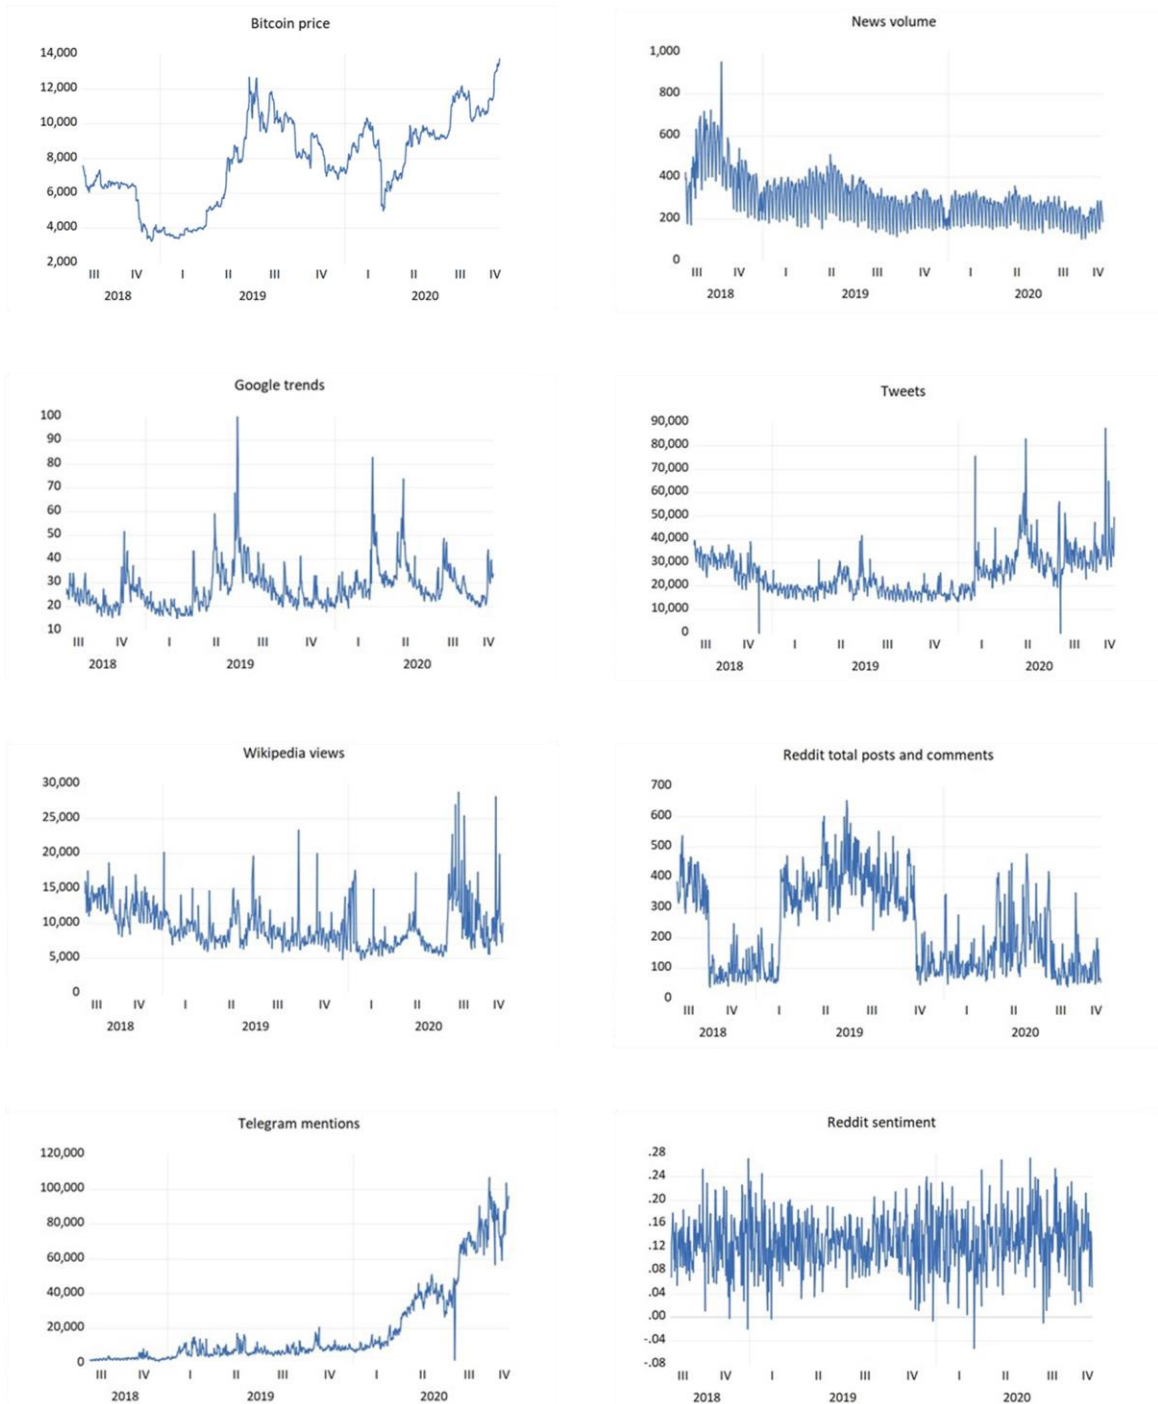 Bitcoin price
14,000
12,000
10,000
8,000
6,000
4,000
2,000
III IV I II III IV I II III IV
2018 2019 2020
News volume
1,000
800
600
400
200
0
III IV I II III IV I II III IV
2018 2019 2020
Google trends
100
90
80
70
60
50
40
30
20
10
III IV I II III IV I II III IV
2018 2019 2020
Tweets
90,000
80,000
70,000
60,000
50,000
40,000
30,000
20,000
10,000
0
III IV I II III IV I II III IV
2018 2019 2020
Wikipedia views
30,000
25,000
20,000
15,000
10,000
5,000
0
III IV I II III IV I II III IV
2018 2019 2020
Reddit total posts and comments
700
600
500
400
300
200
100
0
III IV I II III IV I II III IV
2018 2019 2020
Telegram mentions
120,000
100,000
80,000
60,000
40,000
20,000
0
III IV I II III IV I II III IV
2018 2019 2020
Reddit sentiment
.28
.24
.20
.16
.12
.08
.04
.00
-.04
-.08
III IV I II III IV I II III IV
2018 2019 2020